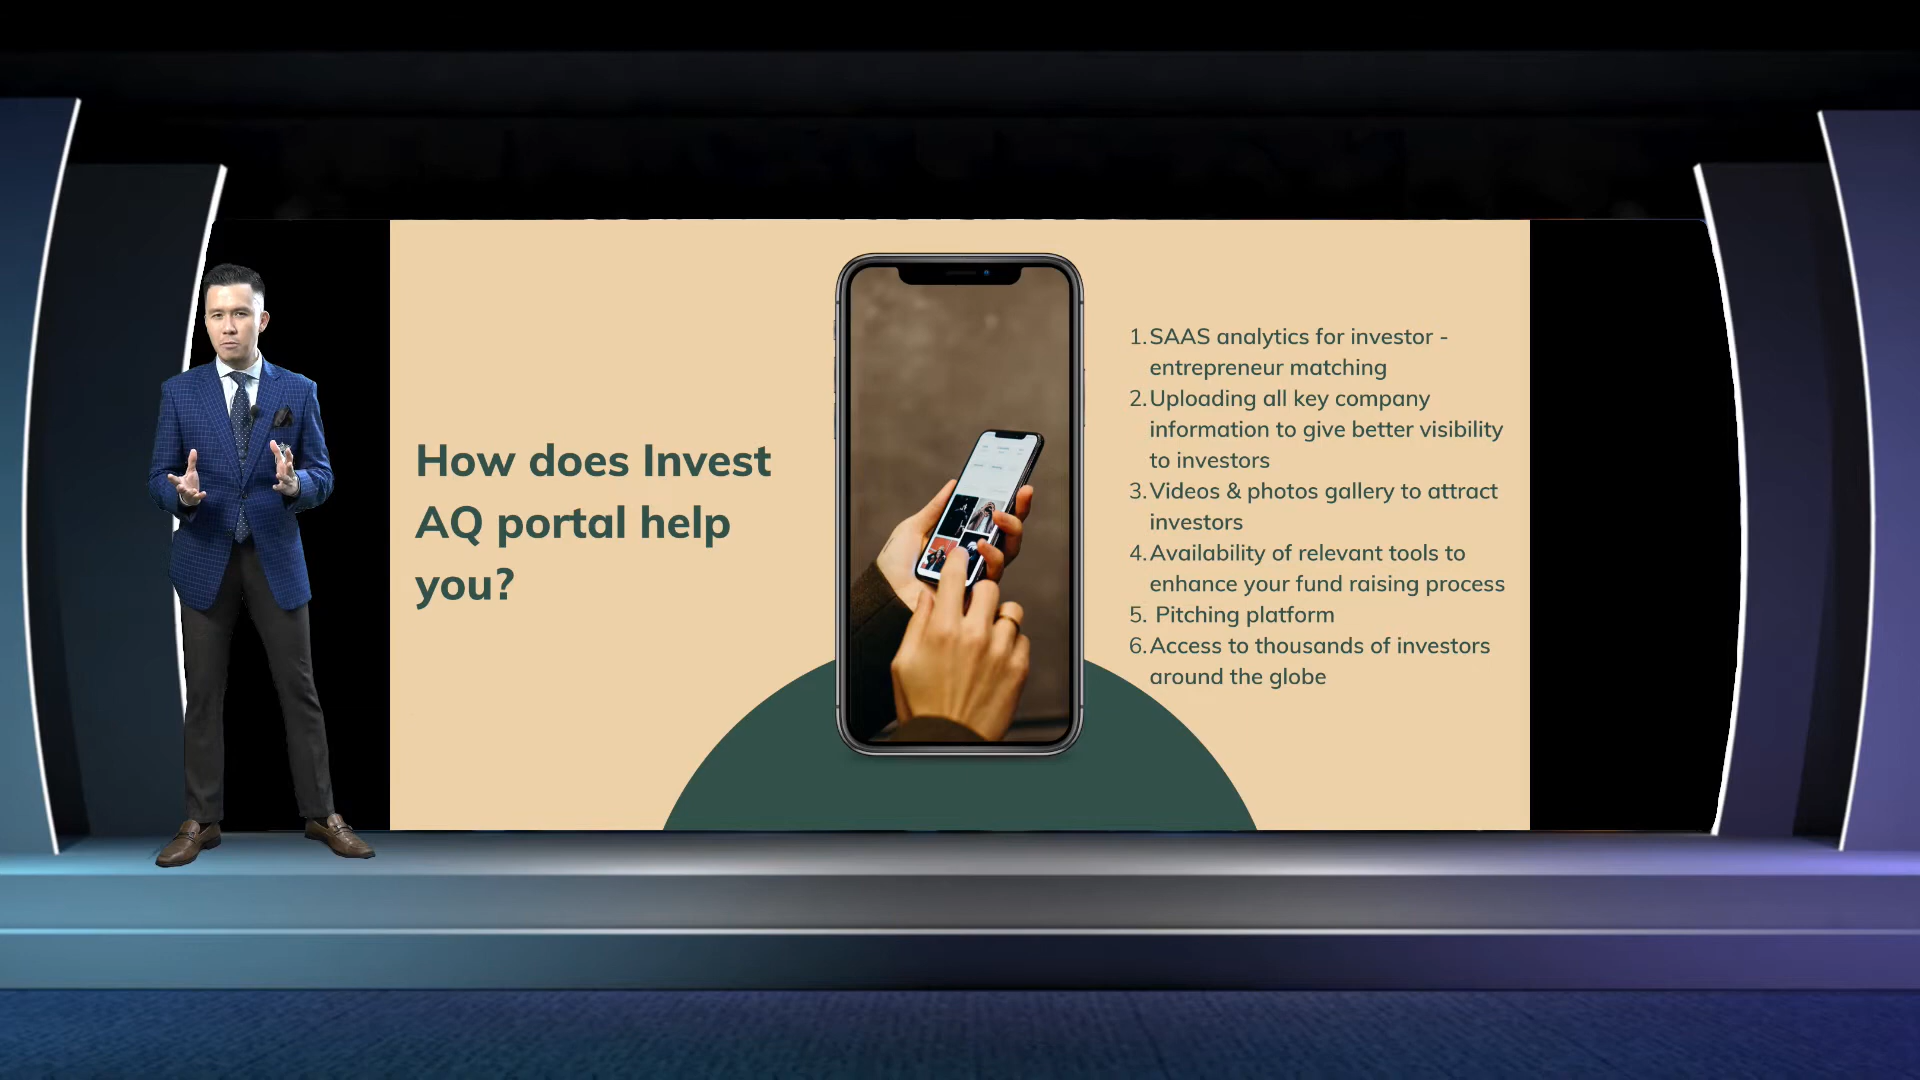 How does Invest
AQ portal help
you?
1. SAAS analytics for investor -
entrepreneur matching
2. Uploading all key company
information to give better visibility
to investors
3. Videos & photos gallery to attract
investors
4. Availability of relevant tools to
enhance your fund raising process
5. Pitching platform
6. Access to thousands of investors
around the globe